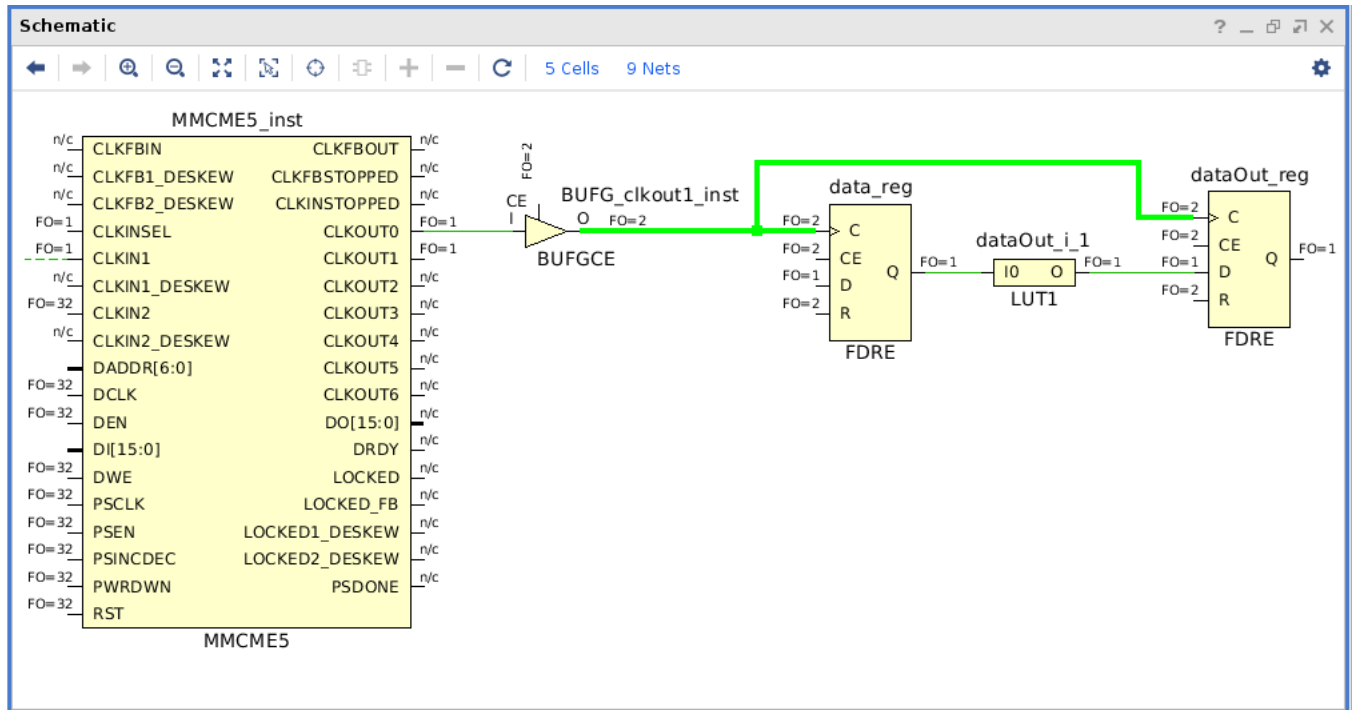 Schematic
5 Cells 9 Nets
MMCME5_inst
n/c CLKFBIN CLKFBOUT n/c
n/c CLKFB1_DESKEW CLKFBSTOPPED n/c
n/c CLKFB2_DESKEW CLKINSTOPPED n/c
FO=1 CLKINSEL CLKOUT0 FO=1
FO=1 CLKIN1 CLKOUT1 FO=1
n/c CLKIN1_DESKEW CLKOUT2 n/c
FO=32 CLKIN2 CLKOUT3 n/c
n/c CLKIN2_DESKEW CLKOUT4 n/c
DADDR[6:0] CLKOUT5 n/c
FO=32 DCLK CLKOUT6 n/c
FO=32 DEN DO[15:0] n/c
DI[15:0] DRDY n/c
FO=32 DWE LOCKED n/c
FO=32 PSCLK LOCKED_FB n/c
FO=32 PSEN LOCKED1_DESKEW n/c
FO=32 PSINCDEC LOCKED2_DESKEW n/c
FO=32 PWRDWN PSDONE n/c
FO=32 RST
MMCME5
FO=2
CE
BUFG_clkout1_inst
I O FO=2
BUFGCE
data_reg
FO=2 C
FO=2 CE
FO=1 D Q FO=1
FO=2 R
FDRE
dataOut_i_1
I0 O FO=1
LUT1
dataOut_reg
FO=2 C
FO=2 CE
FO=1 D Q FO=1
FO=2 R
FDRE